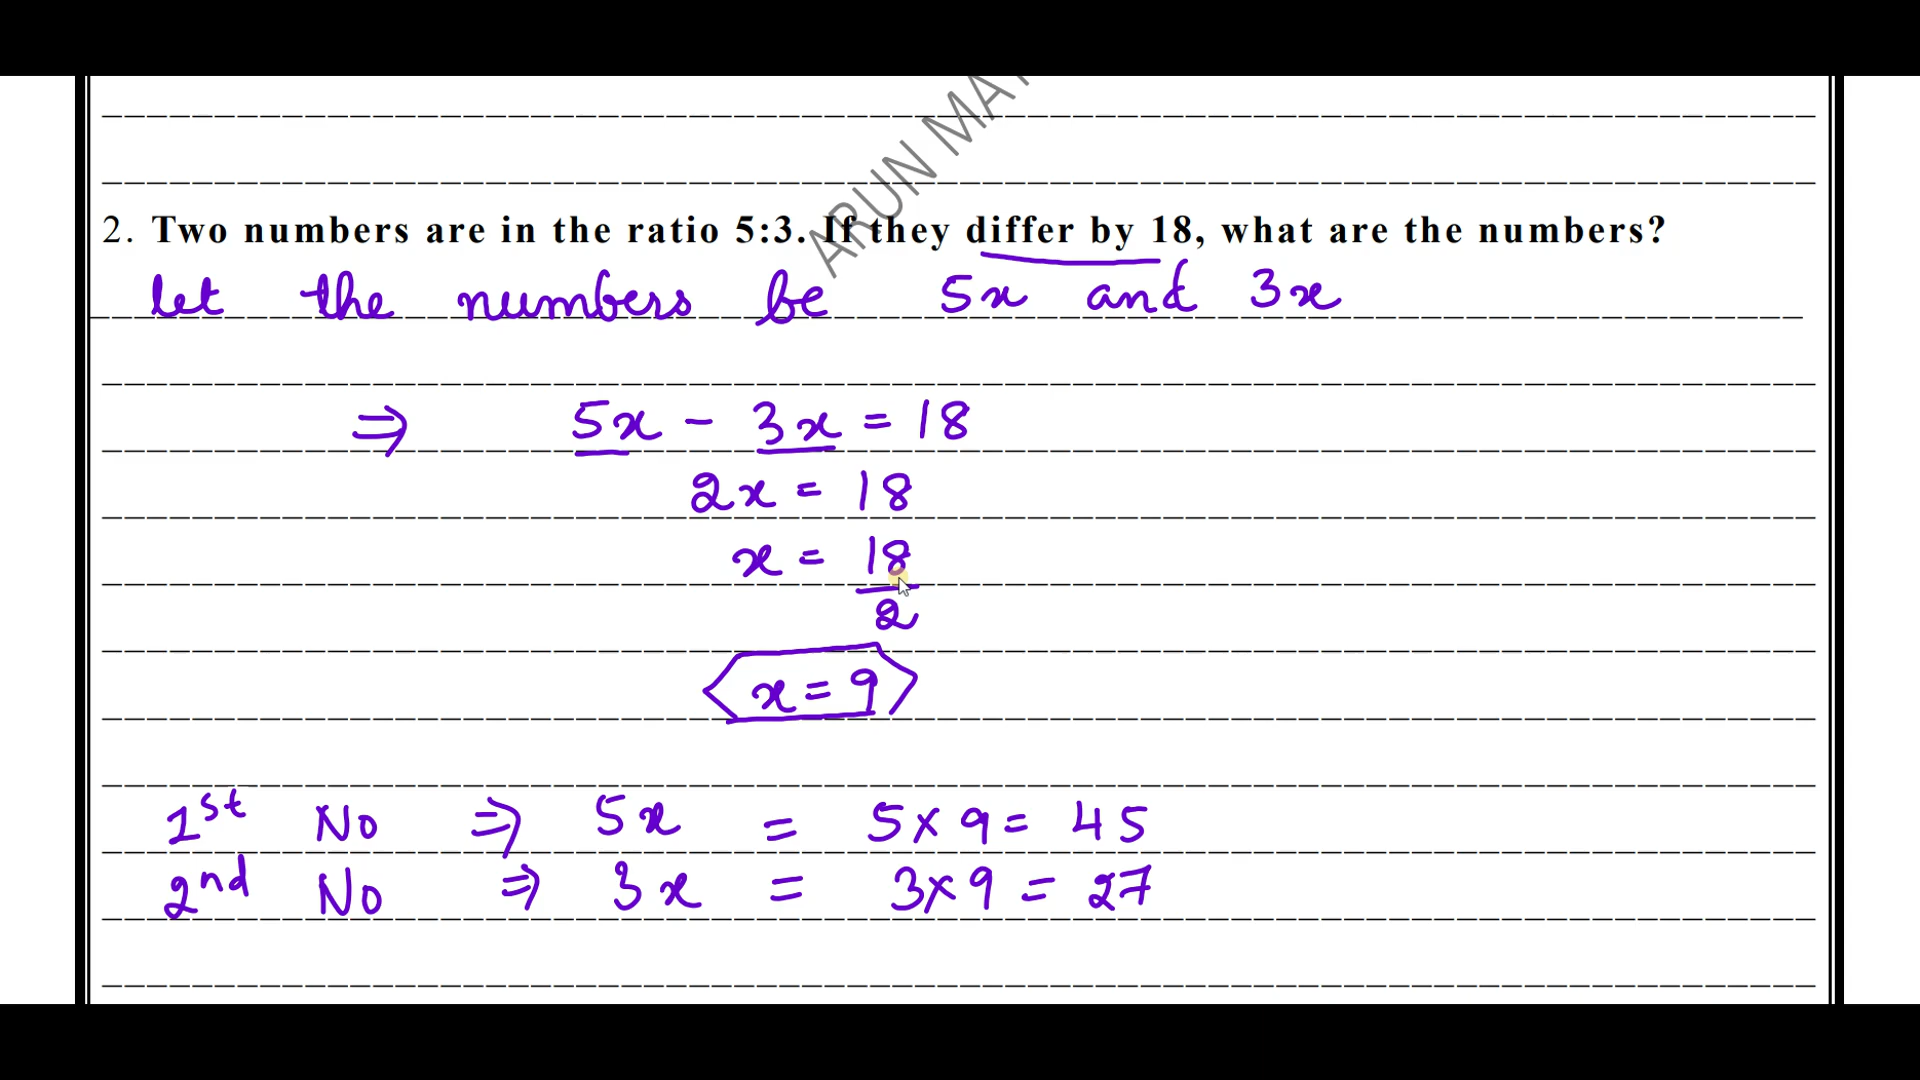 ARUN MA
2. Two numbers are in the ratio 5:3. If they differ by 18, what are the numbers?
let the numbers be 5x and 3x
⇒ 5x - 3x = 18
2x = 18
x = 18
2
x = 9
1st No ⇒ 5x = 5 × 9 = 45
2nd No ⇒ 3x = 3×9 = 27